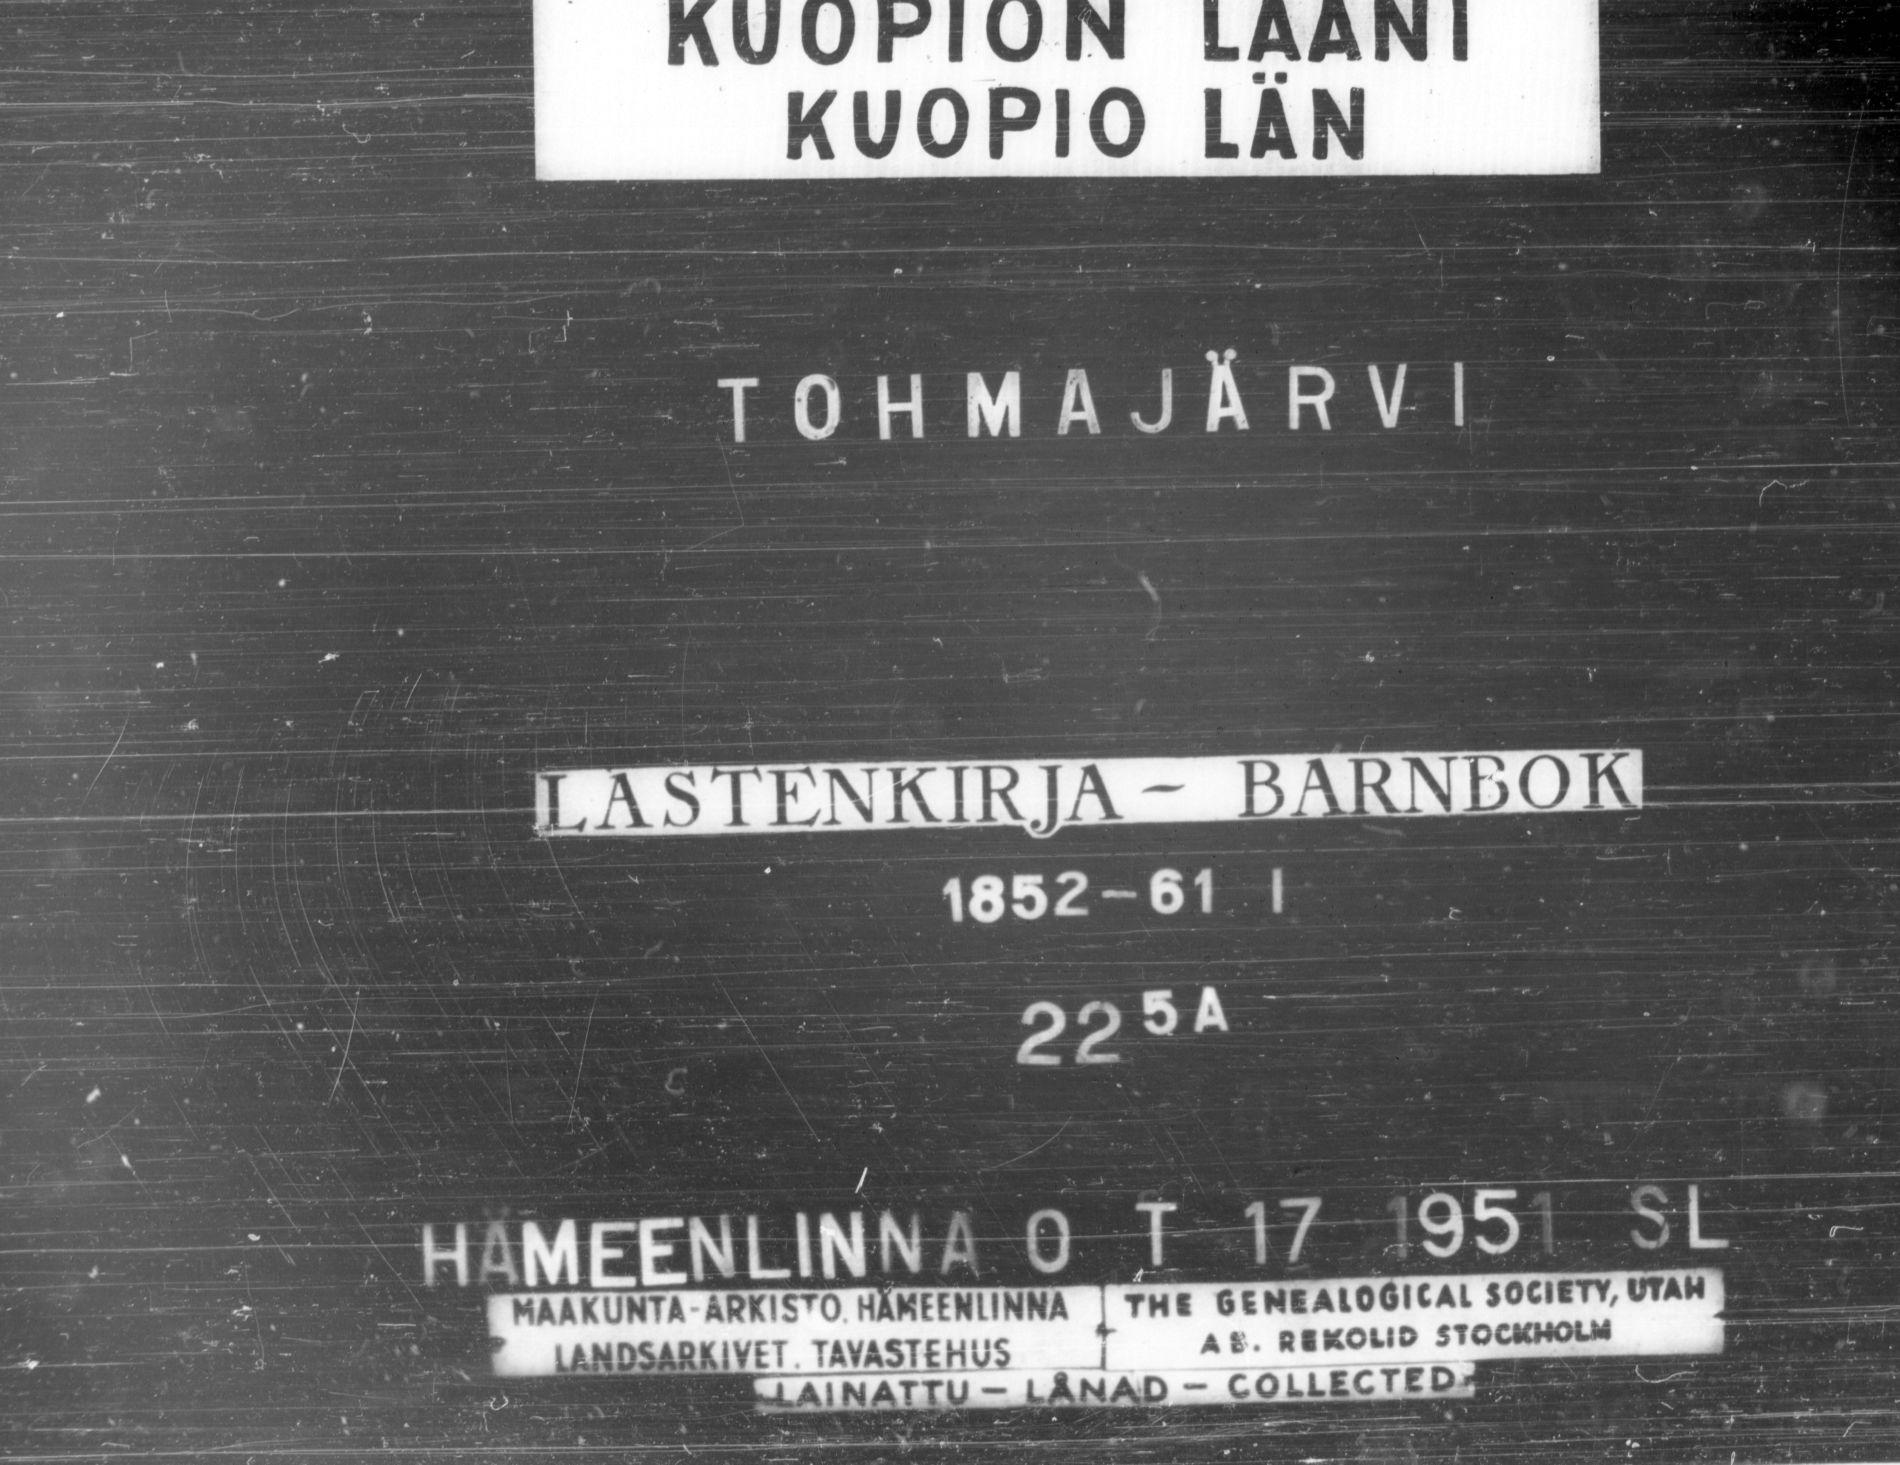 KUOPION LÄÄNI
KUOPIO LÄN
TOHMAJÄRVI
LASTENKIRJA - BARNBOK
1852-61 I
22 5A
HÄMEENLINNA O T 17 1951 SL
MAAKUNTA-ARKISTO. HÄMEENLINNA
LANDSARKIVET. TAVASTEHUS
THE GENEALOGICAL SOCIETY, UTAH
AB. REKOLID STOCKHOLM
LAINATTU - LÅNAD - COLLECTED